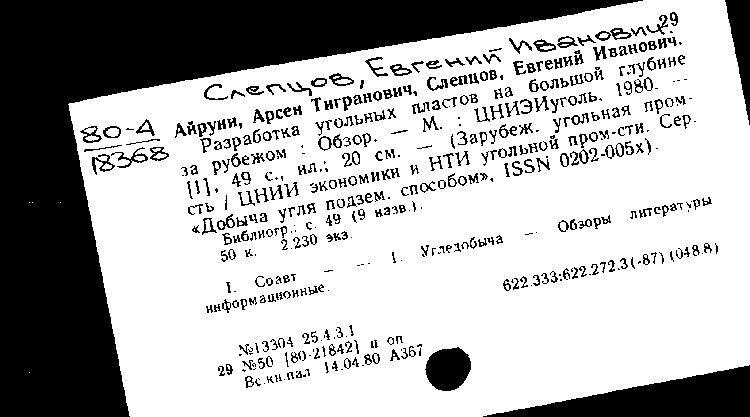 Слепцов, Евгений Иванович
29
80-4
18368
Айруни, Арсен Тигранович, Слепцов, Евгений Иванович.
Разработка угольных пластов на большой глубине
за рубежом : Обзор. — М. : ЦНИЭИуголь, 1980. —
[1], 49 с., ил.; 20 см. — (Зарубеж. угольная пром-
сть / ЦНИИ экономики и НТИ угольной пром-сти. Сер.
«Добыча угля подзем. способом», ISSN 0202-005x).
Библиогр.: с. 49 (9 назв.).
50 к. 2.230 экз.
I. Соавт — — 1. Угледобыча — Обзоры литературы
информационные.
622.333:622.272.3(-87) (048.8)
№13304 25.4.3.1
29 №50 [80-21842] п оп
Вс.кн.пал 14.04.80 А367